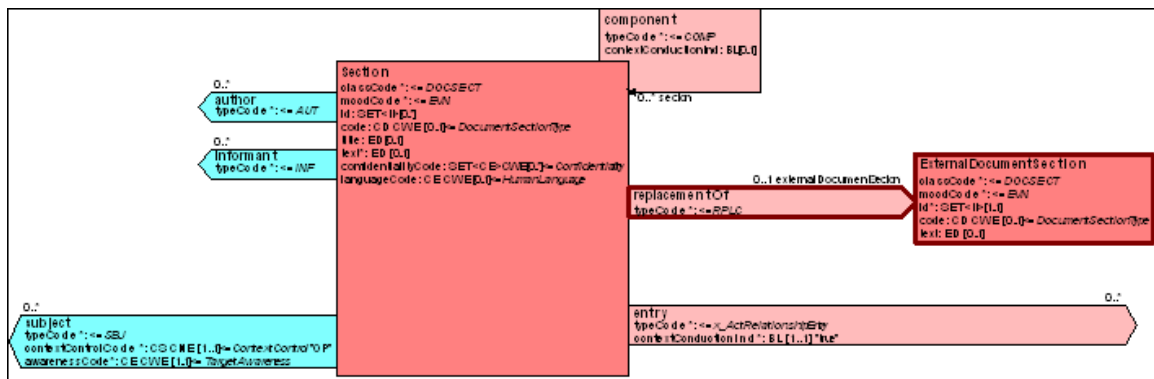 component
typeCode*: <= COMP
contextConductionInd: BL[0..1]
0..* section
Section
classCode*: <= DOCSECT
moodCode*: <= EVN
id: SET<II>[0..*]
code: CD CWE [0..1]<= DocumentSectionType
title: ED[0..1]
text*: ED [0..1]
confidentialityCode: SET<CE>CWE[0..*]<= Confidentiality
languageCode: CE CWE[0..1]<= HumanLanguage
0..*
author
typeCode*: <= AUT
0..*
informant
typeCode*: <= INF
0..1 externalDocumentSection
replacementOf
typeCode*: <= RPLC
ExternalDocumentSection
classCode*: <= DOCSECT
moodCode*: <= EVN
id*: SET<II>[1..1]
code: CD CWE [0..1]<= DocumentSectionType
text: ED [0..1]
0..*
subject
typeCode*: <= SBJ
contextControlCode*: CS CNE [1..1]<= ContextControl "OP"
awarenessCode*: CE CWE [1..1]<= TargetAwareness
0..*
entry
typeCode*: <= x_ActRelationshipEntry
contextConductionInd*: BL [1..1] "true"